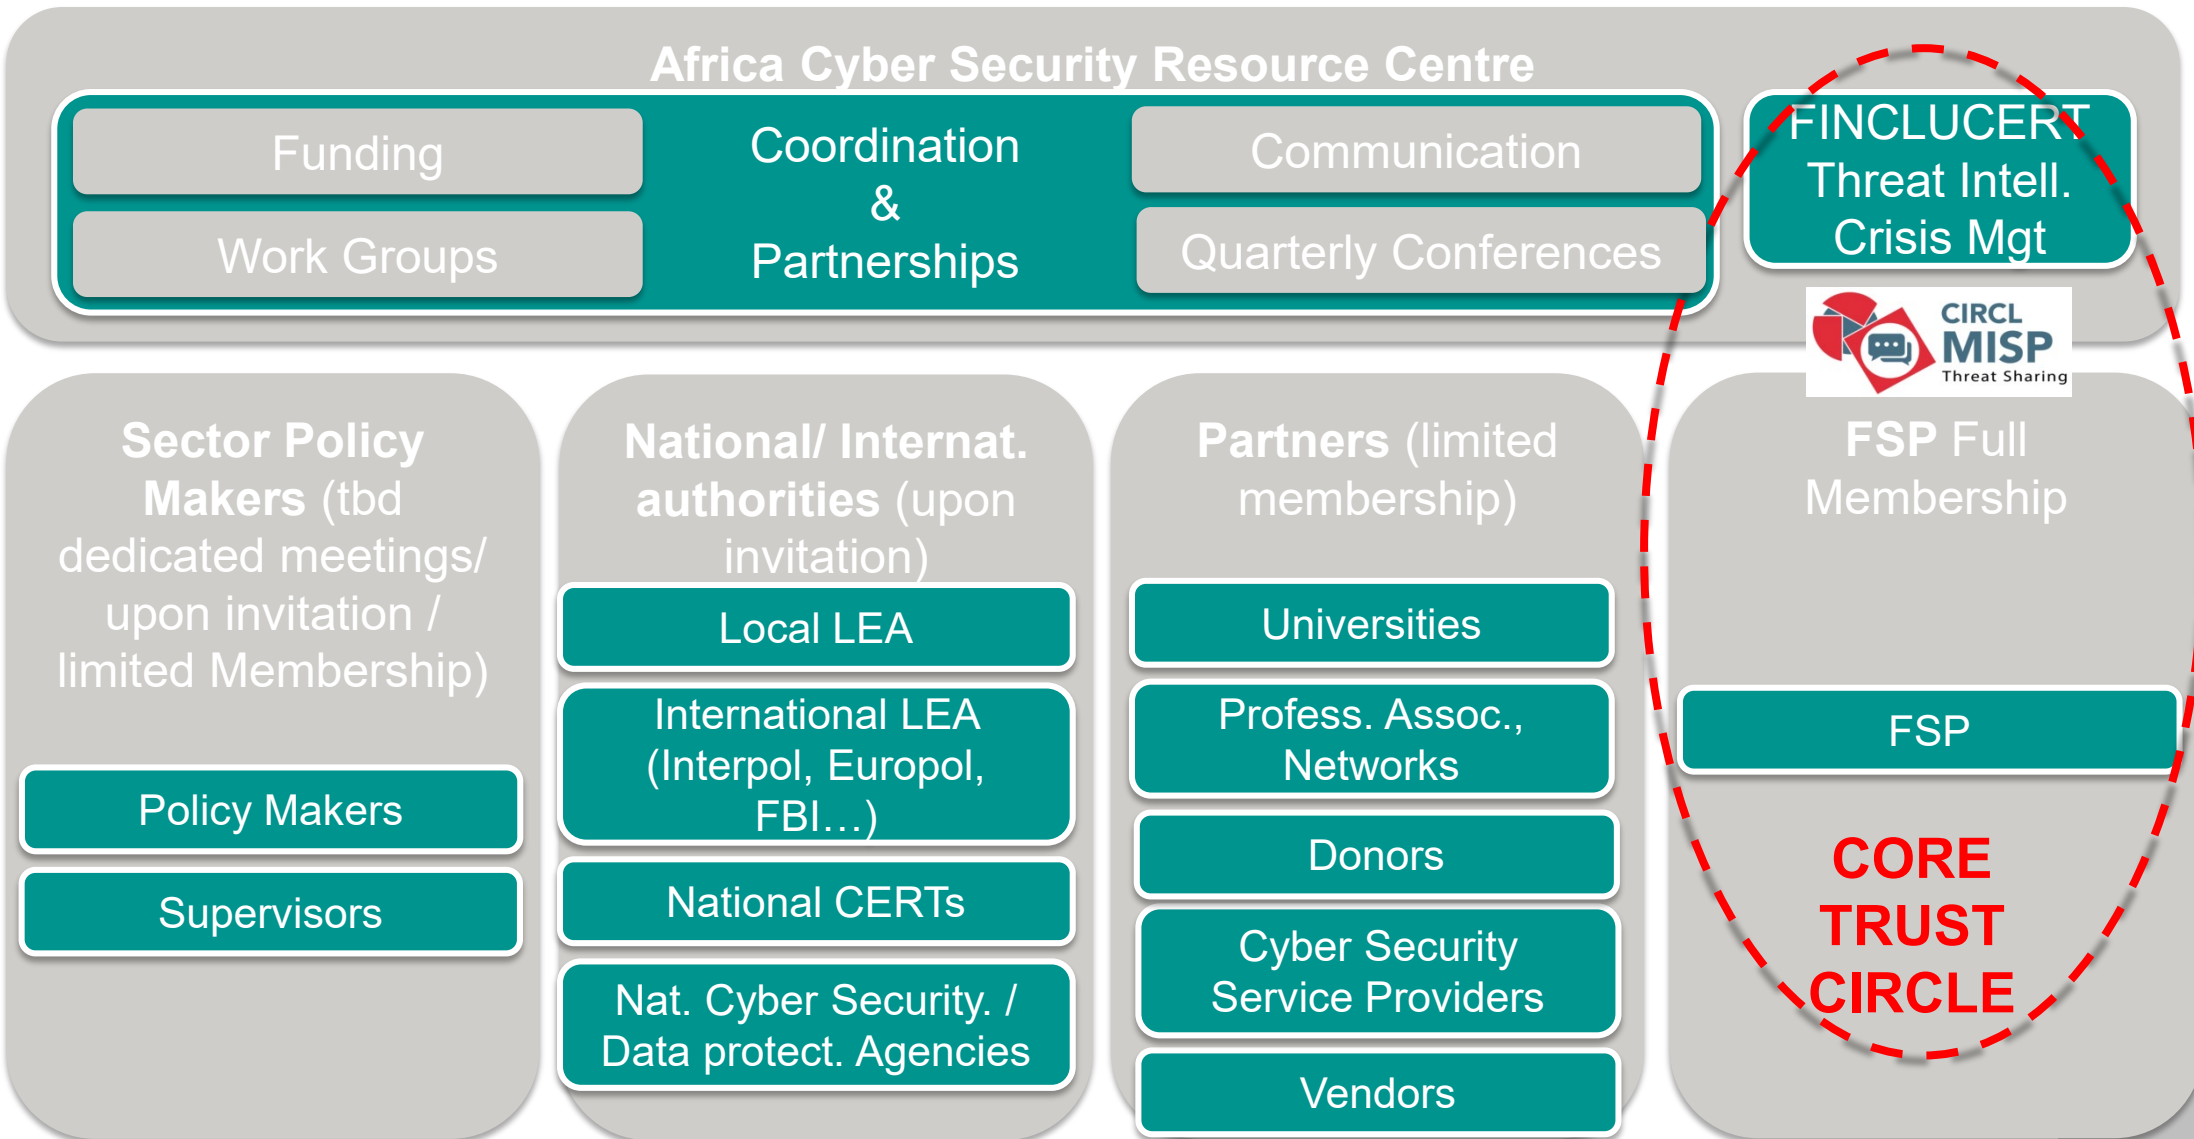 Africa Cyber Security Resource Centre
Funding
Work Groups
Coordination
&
Partnerships
Communication
Quarterly Conferences
FINCLUCERT
Threat Intell.
Crisis Mgt
CIRCL
MISP
Threat Sharing
Sector Policy
Makers (tbd
dedicated meetings/
upon invitation /
limited Membership)
Policy Makers
Supervisors
National/ Internat.
authorities (upon
invitation)
Local LEA
International LEA
(Interpol, Europol,
FBI…)
National CERTs
Nat. Cyber Security. /
Data protect. Agencies
Partners (limited
membership)
Universities
Profess. Assoc.,
Networks
Donors
Cyber Security
Service Providers
Vendors
FSP Full
Membership
FSP
CORE
TRUST
CIRCLE